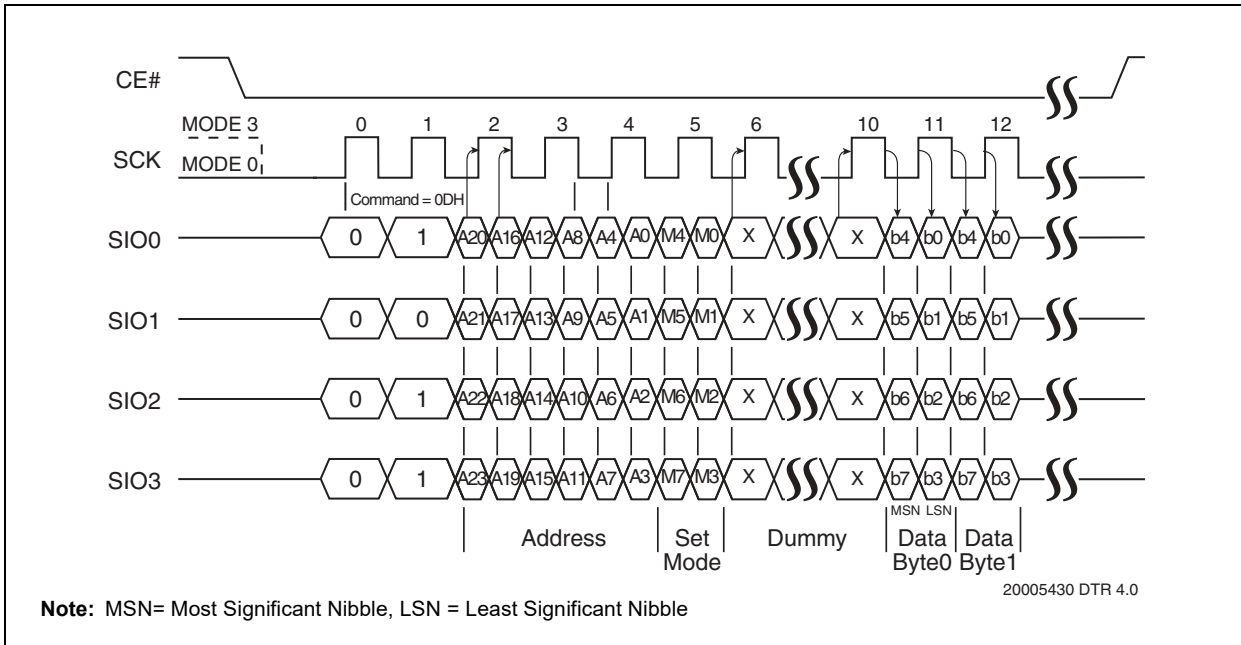 CE#
MODE 3
0 1 2 3 4 5 6 10 11 12
SCK
MODE 0
Command = 0DH
SIO0 0 1 A20 A16 A12 A8 A4 A0 M4 M0 X X b4 b0 b4 b0
SIO1 0 0 A21 A17 A13 A9 A5 A1 M5 M1 X X b5 b1 b5 b1
SIO2 0 1 A22 A18 A14 A10 A6 A2 M6 M2 X X b6 b2 b6 b2
SIO3 0 1 A23 A19 A15 A11 A7 A3 M7 M3 X X b7 b3 b7 b3
MSN LSN
Address Set Mode Dummy Data Byte0 Data Byte1
20005430 DTR 4.0
Note: MSN= Most Significant Nibble, LSN = Least Significant Nibble